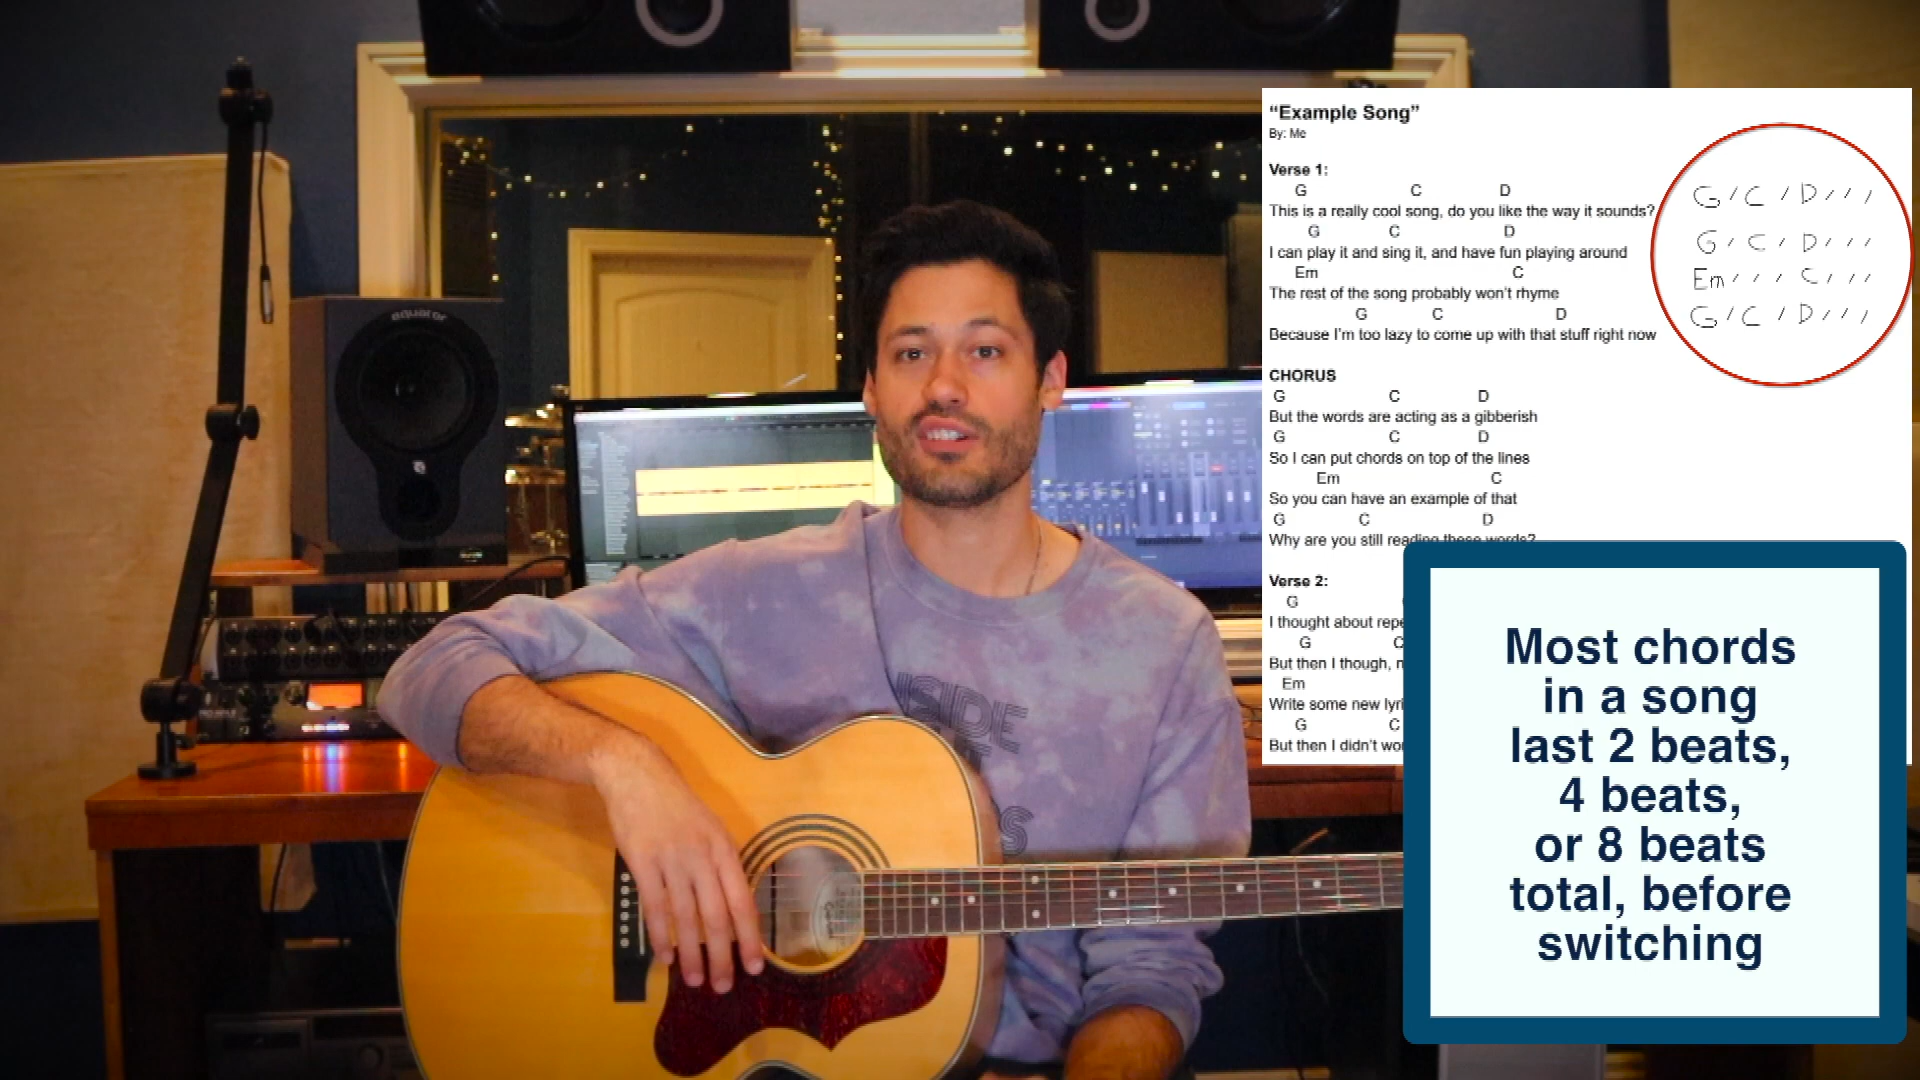 equator
“Example Song”
By: Me
Verse 1:
G C D
This is a really cool song, do you like the way it sounds?
G C D
I can play it and sing it, and have fun playing around
Em C
The rest of the song probably won’t rhyme
G C D
Because I’m too lazy to come up with that stuff right now
G / C / D / / /
G / C / D / / /
Em / / / C / / /
G / C / D / / /
CHORUS
G C D
But the words are acting as a gibberish
G C D
So I can put chords on top of the lines
Em C
So you can have an example of that
G C D
Why are you still reading these words?
Verse 2:
G
I thought about
G C
But then I though,
Em
Write some new
G C
But then I didn’t
Most chords
in a song
last 2 beats,
4 beats,
or 8 beats
total, before
switching